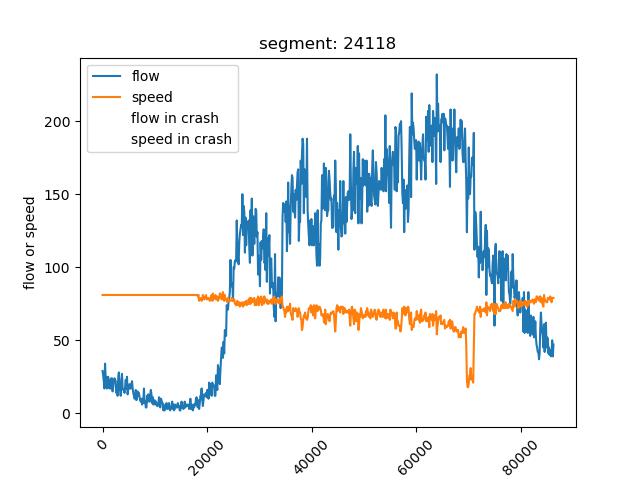 segment: 24118
flow
speed
flow in crash
speed in crash
flow or speed
200
150
100
50
0
0
20000
40000
60000
80000